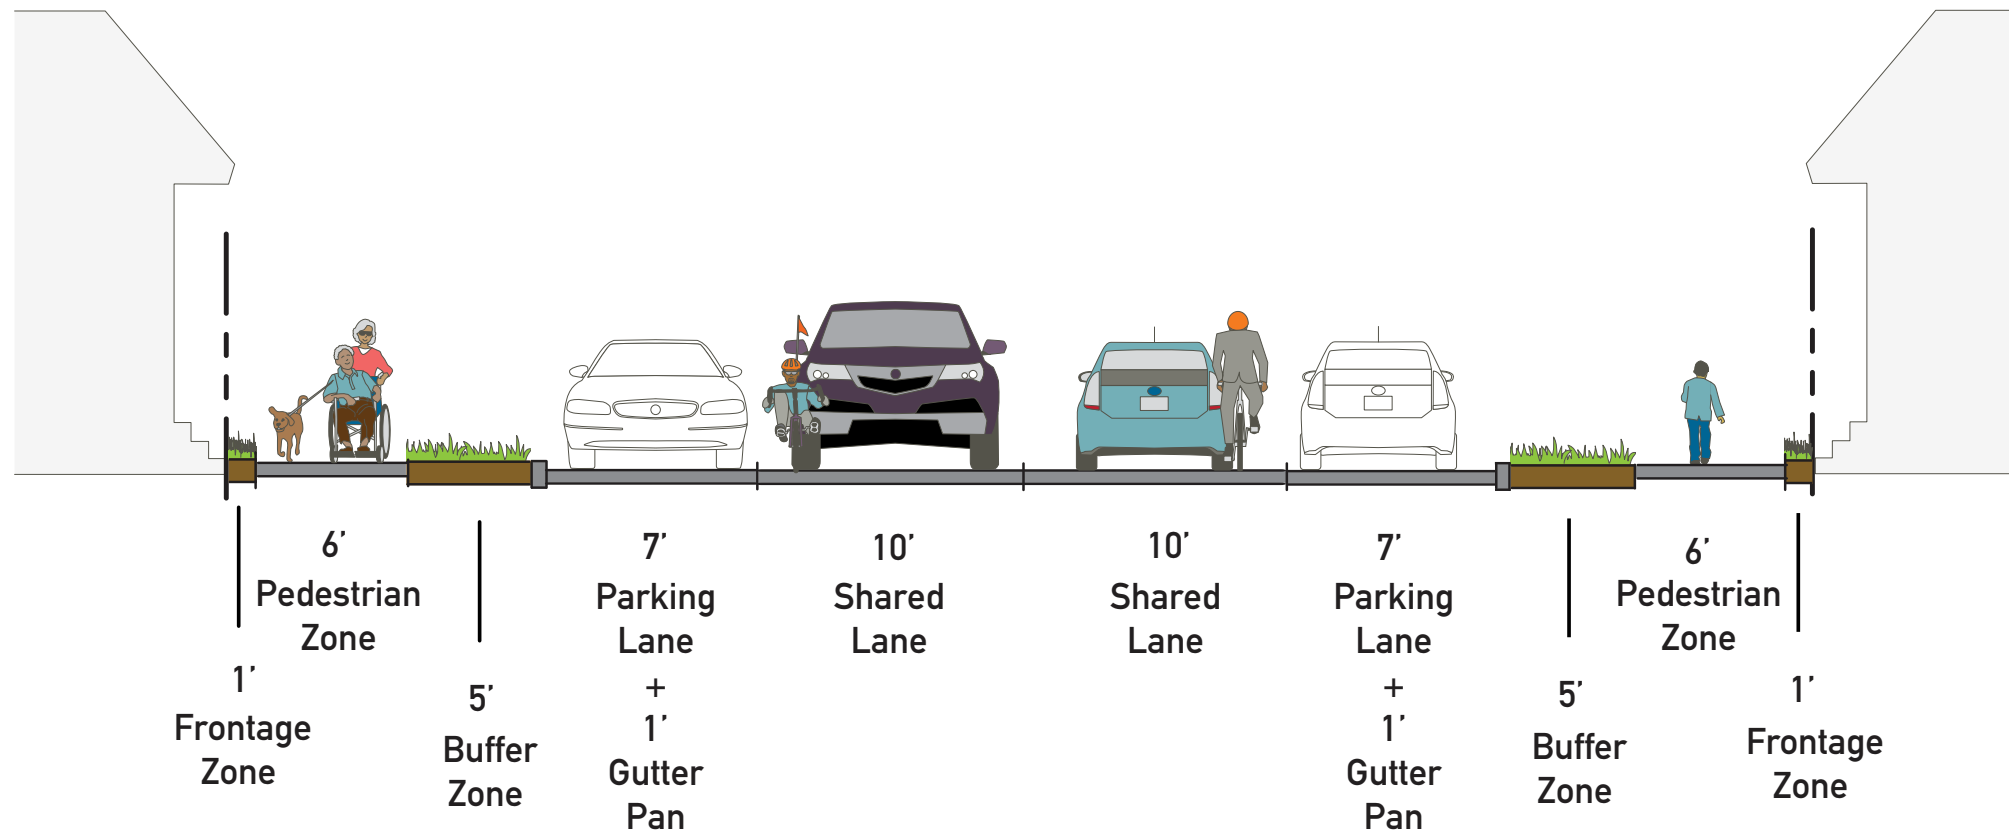 6’
Pedestrian
Zone
7’
Parking
Lane
+
1’
Gutter
Pan
10’
Shared
Lane
10’
Shared
Lane
7’
Parking
Lane
+
1’
Gutter
Pan
6’
Pedestrian
Zone
1’
Frontage
Zone
5’
Buffer
Zone
5’
Buffer
Zone
1’
Frontage
Zone